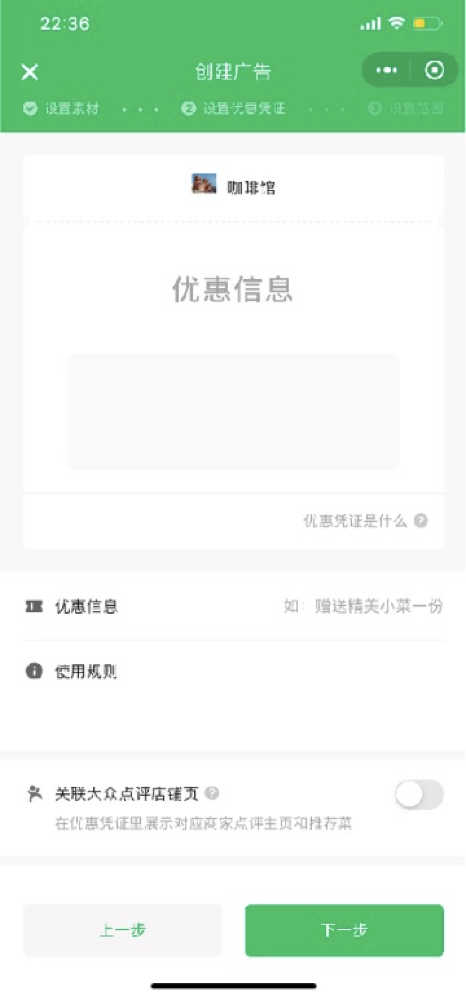 22:36
创建广告
设置素材 2 设置优惠凭证 3 设置范围
咖啡馆
优惠信息
优惠凭证是什么 ?
优惠信息 如：赠送精美小菜一份
使用规则
关联大众点评店铺页 ?
在优惠凭证里展示对应商家点评主页和推荐菜
上一步 下一步